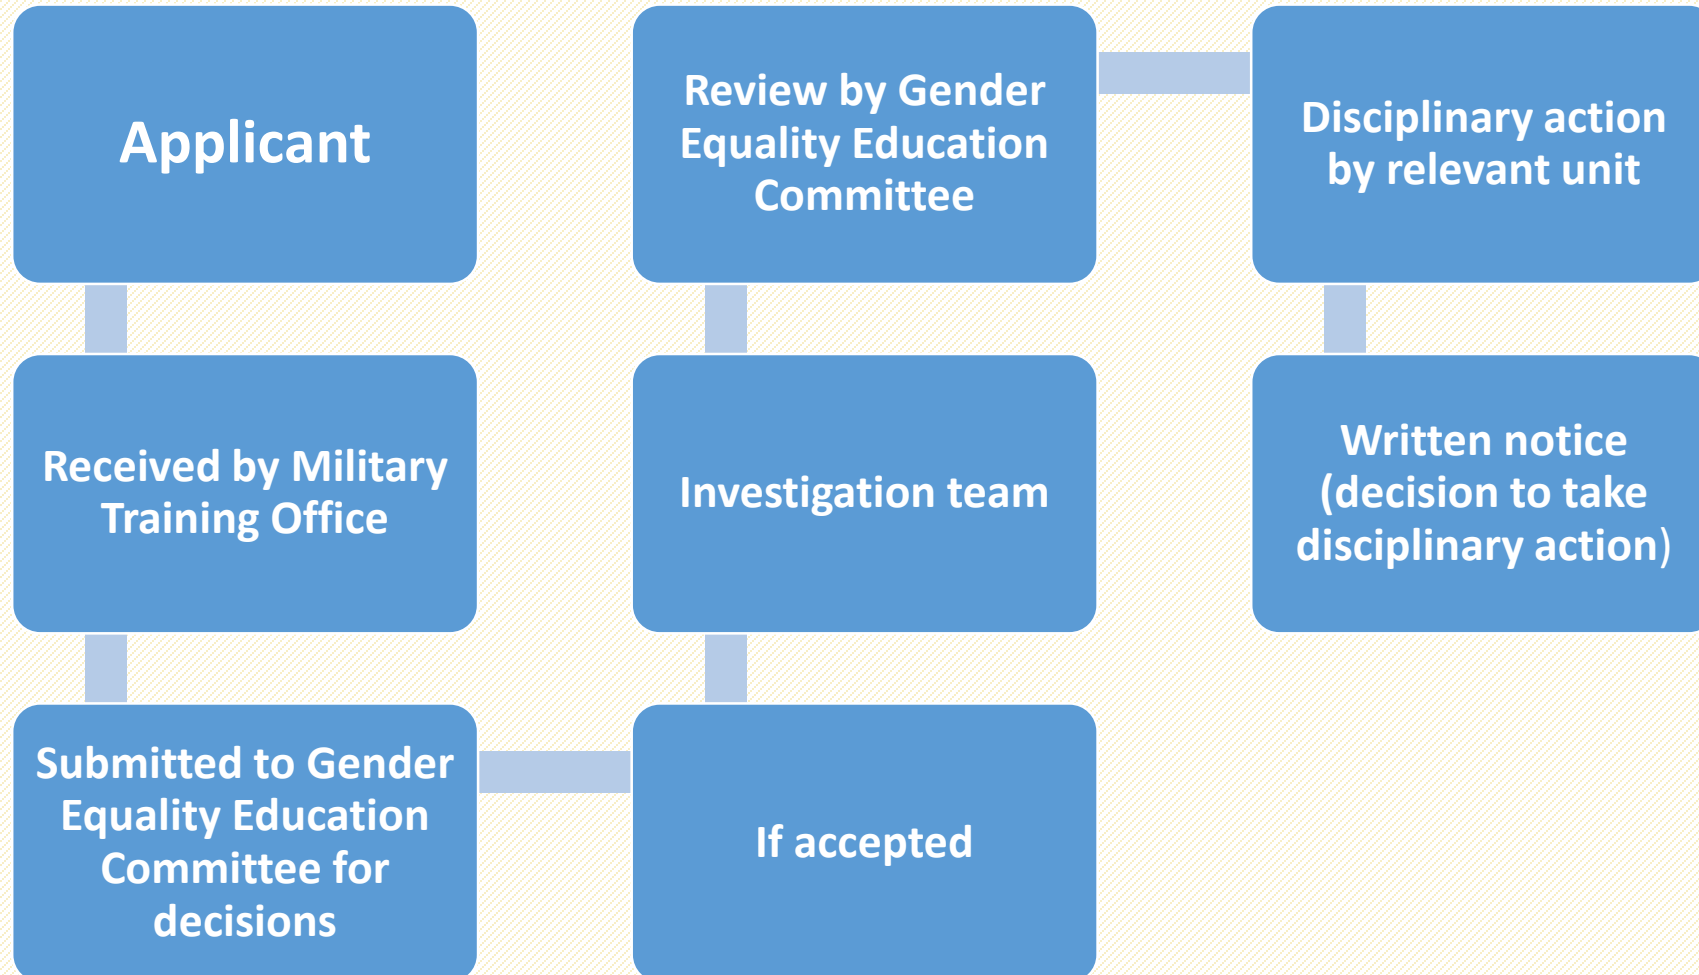 Applicant
Received by Military
Training Office
Submitted to Gender
Equality Education
Committee for
decisions
If accepted
Investigation team
Review by Gender
Equality Education
Committee
Disciplinary action
by relevant unit
Written notice
(decision to take
disciplinary action)